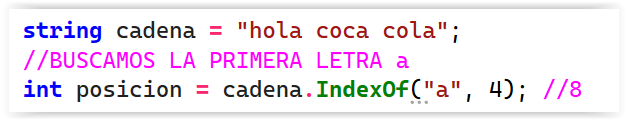 string cadena = "hola coca cola";
//BUSCAMOS LA PRIMERA LETRA a
int posicion = cadena.IndexOf("a", 4); //8